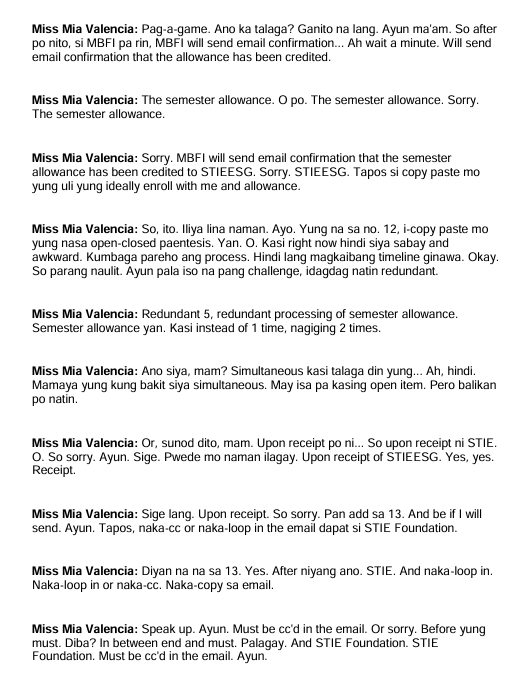 Miss Mia Valencia: Pag-a-game. Ano ka talaga? Ganito na lang. Ayun ma'am. So after
po nito, si MBFI pa rin, MBFI will send email confirmation... Ah wait a minute. Will send
email confirmation that the allowance has been credited.
Miss Mia Valencia: The semester allowance. O po. The semester allowance. Sorry.
The semester allowance.
Miss Mia Valencia: Sorry. MBFI will send email confirmation that the semester
allowance has been credited to STIEESG. Sorry. STIEESG. Tapos si copy paste mo
yung uli yung ideally enroll with me and allowance.
Miss Mia Valencia: So, ito. Iliya lina naman. Ayo. Yung na sa no. 12, i-copy paste mo
yung nasa open-closed paentesis. Yan. O. Kasi right now hindi siya sabay and
awkward. Kumbaga pareho ang process. Hindi lang magkaibang timeline ginawa. Okay.
So parang naulit. Ayun pala iso na pang challenge, idagdag natin redundant.
Miss Mia Valencia: Redundant 5, redundant processing of semester allowance.
Semester allowance yan. Kasi instead of 1 time, nagiging 2 times.
Miss Mia Valencia: Ano siya, mam? Simultaneous kasi talaga din yung... Ah, hindi.
Mamaya yung kung bakit siya simultaneous. May isa pa kasing open item. Pero balikan
po natin.
Miss Mia Valencia: Or, sunod dito, mam. Upon receipt po ni... So upon receipt ni STIE.
O. So sorry. Ayun. Sige. Pwede mo naman ilagay. Upon receipt of STIEESG. Yes, yes.
Receipt.
Miss Mia Valencia: Sige lang. Upon receipt. So sorry. Pan add sa 13. And be if I will
send. Ayun. Tapos, naka-cc or naka-loop in the email dapat si STIE Foundation.
Miss Mia Valencia: Diyan na na sa 13. Yes. After niyang ano. STIE. And naka-loop in.
Naka-loop in or naka-cc. Naka-copy sa email.
Miss Mia Valencia: Speak up. Ayun. Must be cc'd in the email. Or sorry. Before yung
must. Diba? In between end and must. Palagay. And STIE Foundation. STIE
Foundation. Must be cc'd in the email. Ayun.